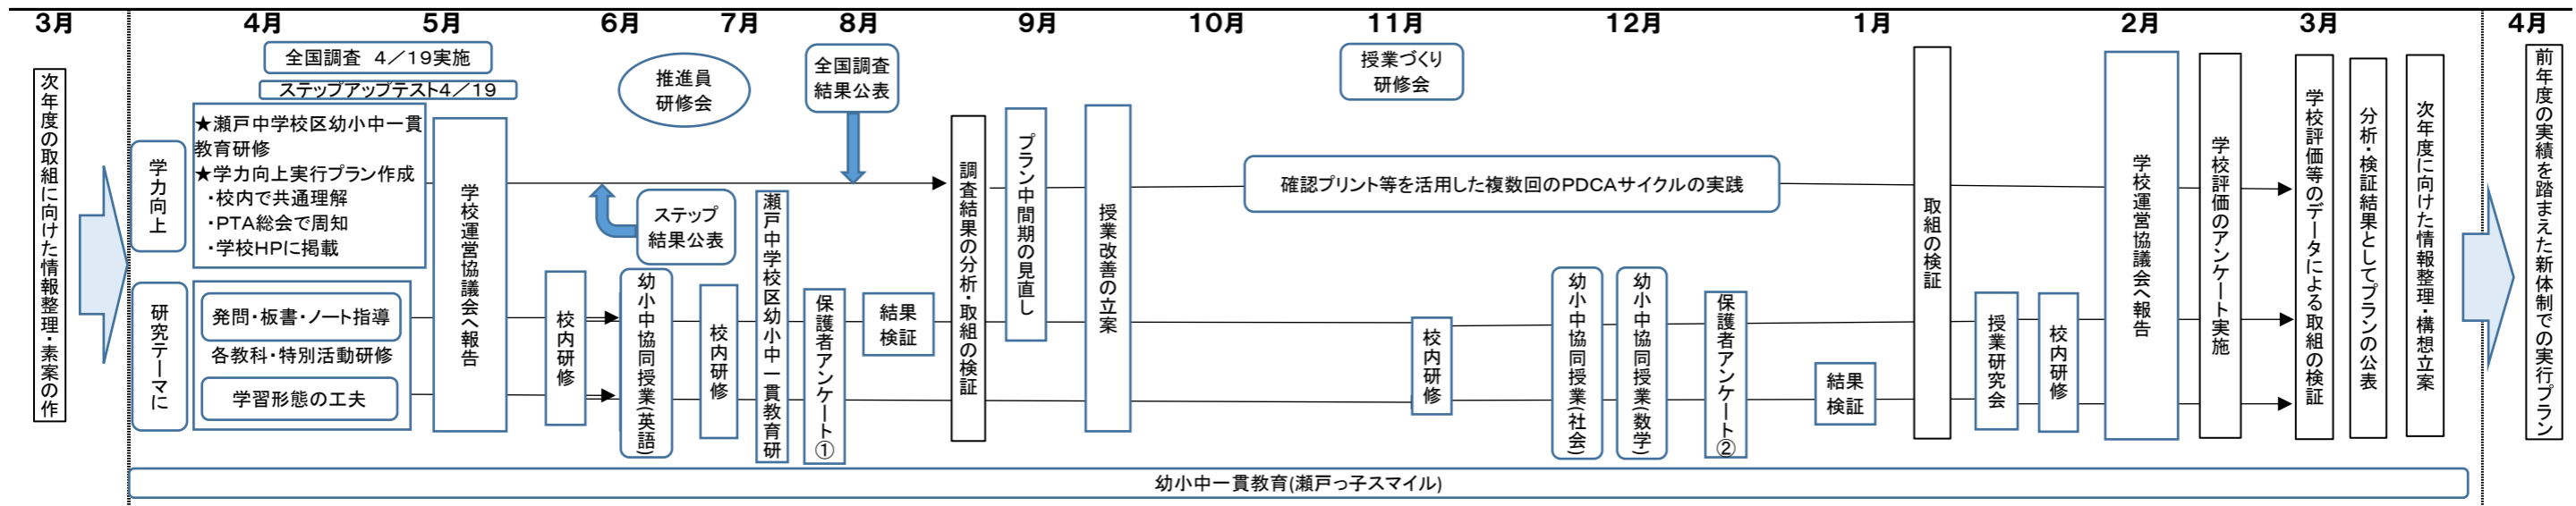 3月
4月
5月
6月
7月
8月
9月
10月
11月
12月
1月
2月
3月
4月
次年度の取組に向けた情報整理・素案の作
全国調査 4／19実施
ステップアップテスト4／19
学力向上
★瀬戸中学校区幼小中一貫
教育研修
★学力向上実行プラン作成
・校内で共通理解
・PTA総会で周知
・学校HPに掲載
研究テーマに
発問・板書・ノート指導
各教科・特別活動研修
学習形態の工夫
学校運営協議会へ報告
校内研修
推進員
研修会
ステップ
結果公表
幼小中協同授業(英語)
校内研修
瀬戸中学校区幼小中一貫教育研
全国調査
結果公表
保護者アンケート①
結果
検証
調査結果の分析・取組の検証
プラン中間期の見直し
授業改善の立案
授業づくり
研修会
確認プリント等を活用した複数回のPDCAサイクルの実践
校内研修
幼小中協同授業(社会)
幼小中協同授業(数学)
保護者アンケート②
結果
検証
取組の検証
授業研究会
校内研修
学校運営協議会へ報告
学校評価のアンケート実施
学校評価等のデータによる取組の検証
分析・検証結果としてプランの公表
次年度に向けた情報整理・構想立案
前年度の実績を踏まえた新体制での実行プラン
幼小中一貫教育(瀬戸っ子スマイル)